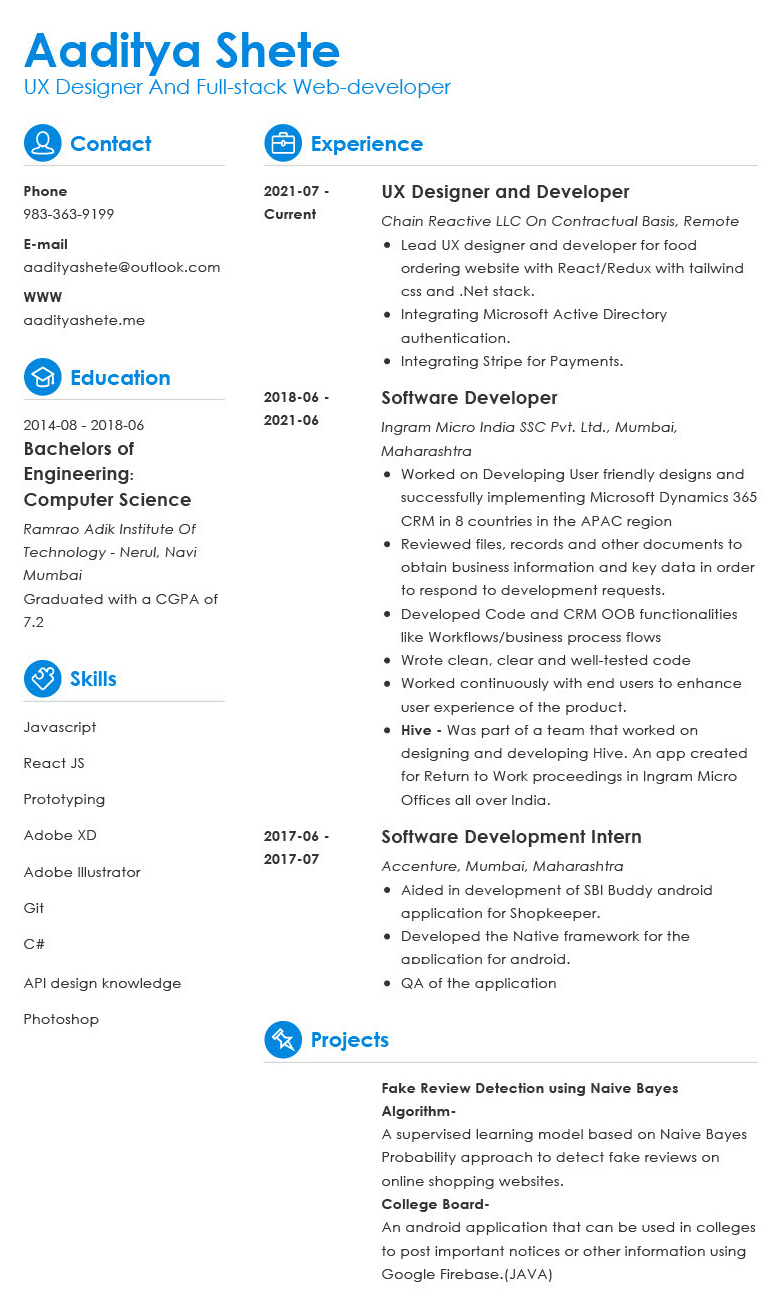 Aaditya Shete
UX Designer And Full-stack Web-developer
Contact
Phone
983-363-9199
E-mail
aadityashete@outlook.com
WWW
aadityashete.me
Education
2014-08 - 2018-06
Bachelors of
Engineering:
Computer Science
Ramrao Adik Institute Of
Technology - Nerul, Navi
Mumbai
Graduated with a CGPA of
7.2
Skills
Javascript
React JS
Prototyping
Adobe XD
Adobe Illustrator
Git
C#
API design knowledge
Photoshop
Experience
2021-07 -
Current
UX Designer and Developer
Chain Reactive LLC On Contractual Basis, Remote
• Lead UX designer and developer for food
ordering website with React/Redux with tailwind
css and .Net stack.
• Integrating Microsoft Active Directory
authentication.
• Integrating Stripe for Payments.
2018-06 -
2021-06
Software Developer
Ingram Micro India SSC Pvt. Ltd., Mumbai,
Maharashtra
• Worked on Developing User friendly designs and
successfully implementing Microsoft Dynamics 365
CRM in 8 countries in the APAC region
• Reviewed files, records and other documents to
obtain business information and key data in order
to respond to development requests.
• Developed Code and CRM OOB functionalities
like Workflows/business process flows
• Wrote clean, clear and well-tested code
• Worked continuously with end users to enhance
user experience of the product.
• Hive - Was part of a team that worked on
designing and developing Hive. An app created
for Return to Work proceedings in Ingram Micro
Offices all over India.
2017-06 -
2017-07
Software Development Intern
Accenture, Mumbai, Maharashtra
• Aided in development of SBI Buddy android
application for Shopkeeper.
• Developed the Native framework for the
application for android.
• QA of the application
Projects
Fake Review Detection using Naive Bayes
Algorithm-
A supervised learning model based on Naive Bayes
Probability approach to detect fake reviews on
online shopping websites.
College Board-
An android application that can be used in colleges
to post important notices or other information using
Google Firebase.(JAVA)